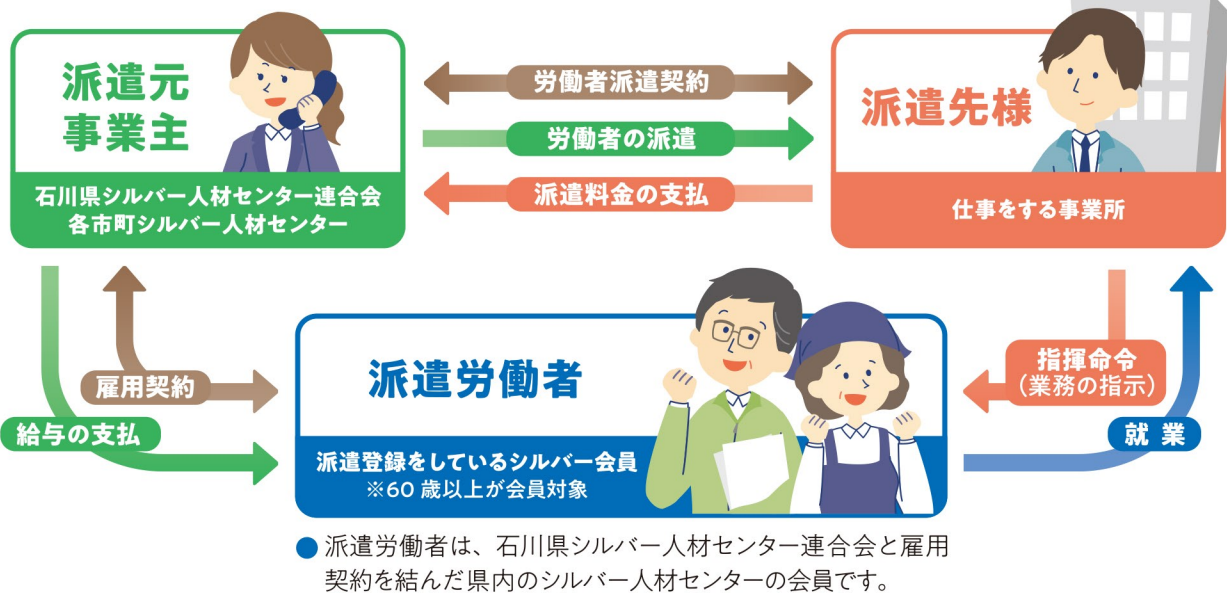 派遣元
事業主
石川県シルバー人材センター連合会
各市町シルバー人材センター
労働者派遣契約
労働者の派遣
派遣料金の支払
派遣先様
仕事をする事業所
雇用契約
給与の支払
派遣労働者
派遣登録をしているシルバー会員
※60歳以上が会員対象
指揮命令
（業務の指示）
就業
● 派遣労働者は、石川県シルバー人材センター連合会と雇用
契約を結んだ県内のシルバー人材センターの会員です。